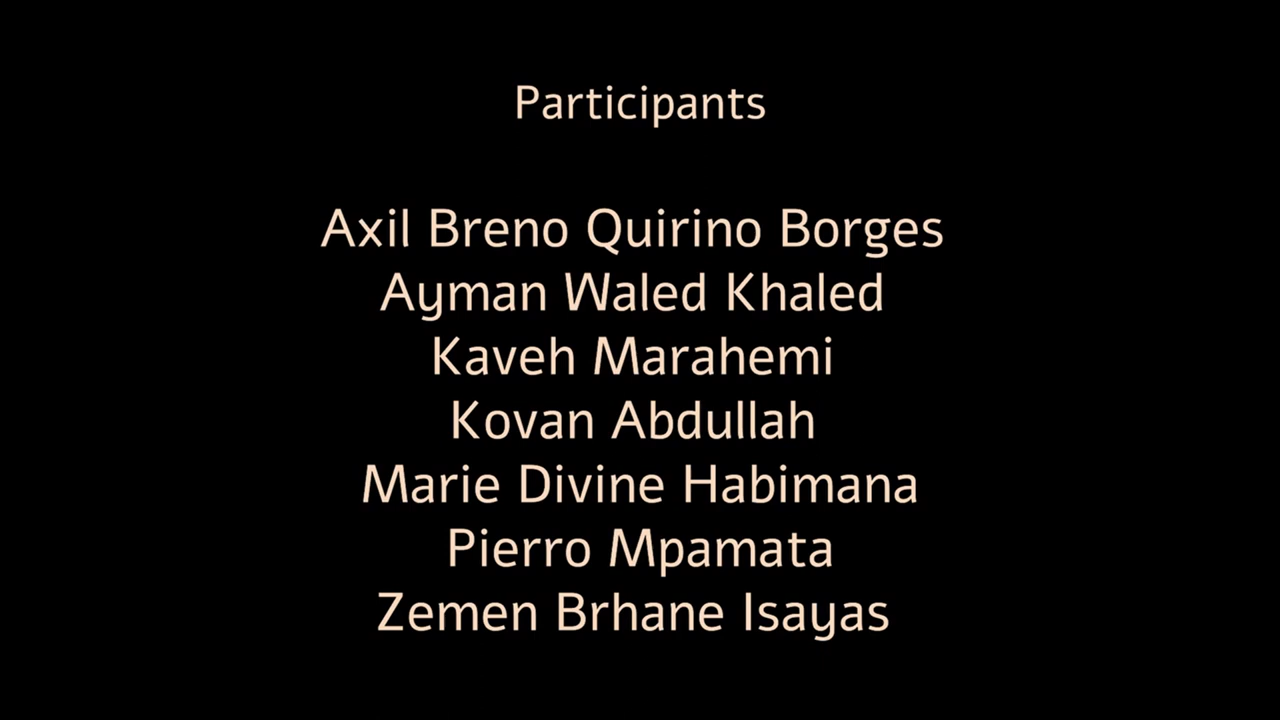 Participants
Axil Breno Quirino Borges
Ayman Waled Khaled
Kaveh Marahemi
Kovan Abdullah
Marie Divine Habimana
Pierro Mpamata
Zemen Brhane Isayas